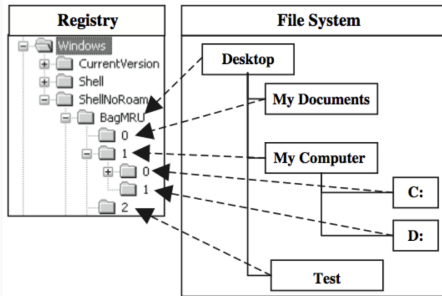 Registry
Windows
CurrentVersion
Shell
ShellNoRoam
BagMRU
0
1
0
1
2
File System
Desktop
My Documents
My Computer
C:
D:
Test